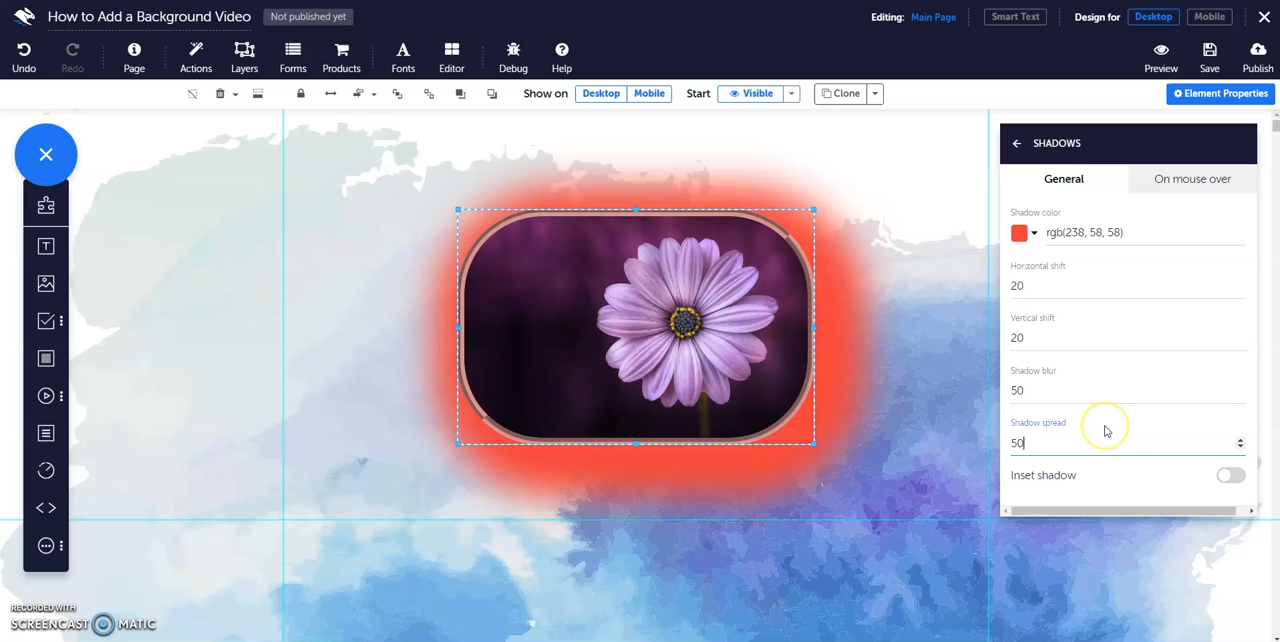 How to Add a Background Video
Not published yet
Editing: Main Page
Smart Text
Design for
Desktop
Mobile
Undo
Redo
Page
Actions
Layers
Forms
Products
Fonts
Editor
Debug
Help
Preview
Save
Publish
Show on
Desktop
Mobile
Start
Visible
Clone
Element Properties
SHADOWS
General
On mouse over
Shadow color
rgb(238, 58, 58)
Horizontal shift
20
Vertical shift
20
Shadow blur
50
Shadow spread
50
Inset shadow
RECORDED WITH
SCREENCAST MATIC